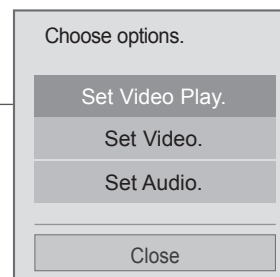 Choose options.
Set Video Play.
Set Video.
Set Audio.
Close